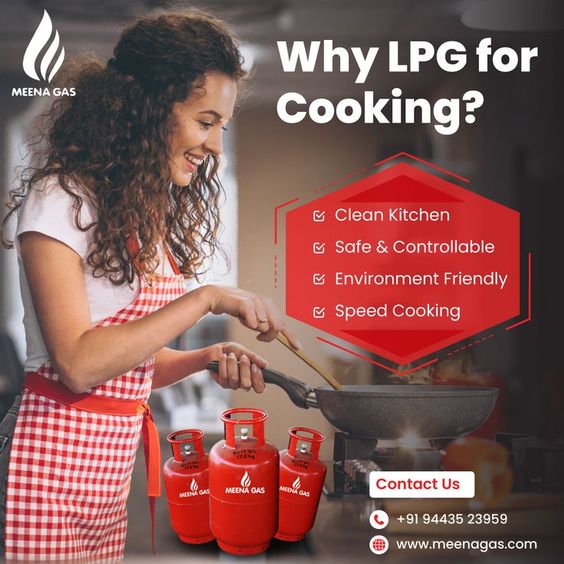 MEENA GAS
Why LPG for
Cooking?
Clean Kitchen
Safe & Controllable
Environment Friendly
Speed Cooking
MEENA GAS
MEENA GAS
MEENA GAS
Contact Us
+91 94435 23959
www.meenagas.com